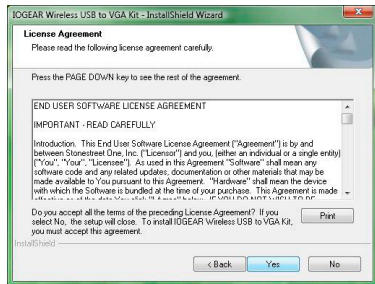 IOGEAR Wireless USB to VGA Kit - InstallShield Wizard
License Agreement
Please read the following license agreement carefully.
Press the PAGE DOWN key to see the rest of the agreement.
END USER SOFTWARE LICENSE AGREEMENT
IMPORTANT - READ CAREFULLY
Introduction. This End User Software License Agreement ("Agreement") is by and
between Stonestreet One, Inc. ("Licensor") and you, (either an individual or a single entity)
("You", "Your", "Licensee"). As used in this Agreement "Software" shall mean any
software code and any related updates, documentation or other materials that may be
made available to You pursuant to this Agreement. "Hardware" shall mean the device
with which the Software is bundled at the time of your purchase. This Agreement is made
Do you accept all the terms of the preceding License Agreement? If you
select No, the setup will close. To install IOGEAR Wireless USB to VGA Kit,
you must accept this agreement.
Print
InstallShield
< Back
Yes
No